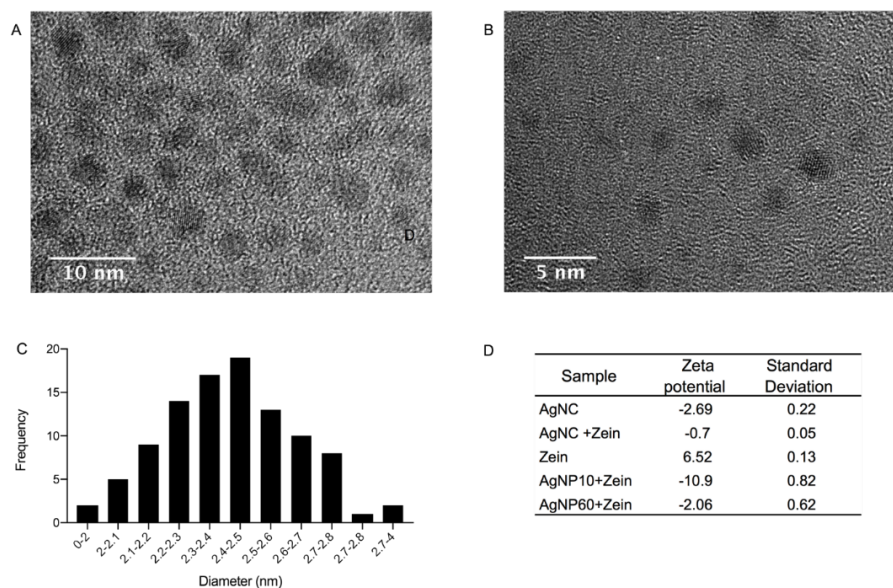 A
B
D
10 nm
5 nm
C
20
15
10
5
0
Frequency
0-2
2-2.1
2.1-2.2
2.2-2.3
2.3-2.4
2.4-2.5
2.5-2.6
2.6-2.7
2.7-2.8
2.7-2.8
2.7-4
Diameter (nm)
D
Sample Zeta potential Standard Deviation
AgNC -2.69 0.22
AgNC +Zein -0.7 0.05
Zein 6.52 0.13
AgNP10+Zein -10.9 0.82
AgNP60+Zein -2.06 0.62